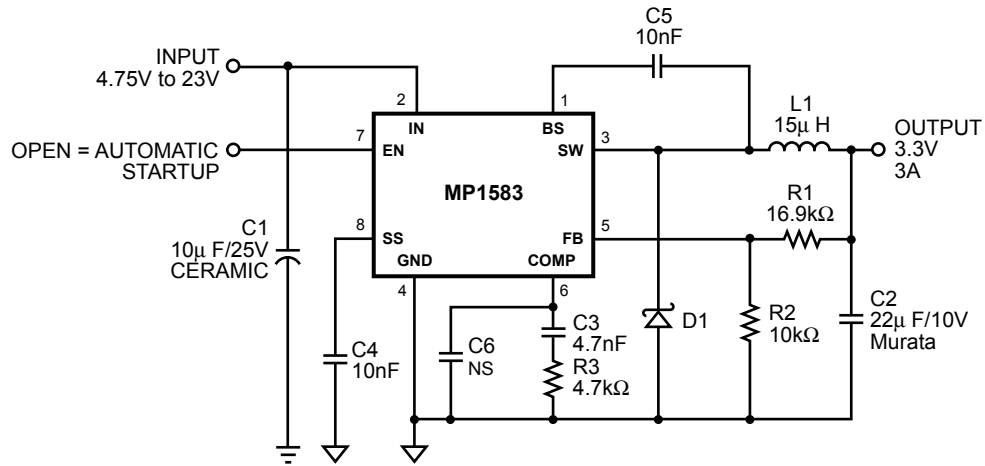 C5
10nF
INPUT
4.75V to 23V
2
IN
1
BS
L1
15µ H
OUTPUT
3.3V
3A
OPEN = AUTOMATIC
STARTUP
7
EN
3
SW
MP1583
R1
16.9kΩ
8
SS
5
FB
C1
10µ F/25V
CERAMIC
GND
COMP
4
6
C4
10nF
C6
NS
C3
4.7nF
R3
4.7kΩ
D1
R2
10kΩ
C2
22µ F/10V
Murata